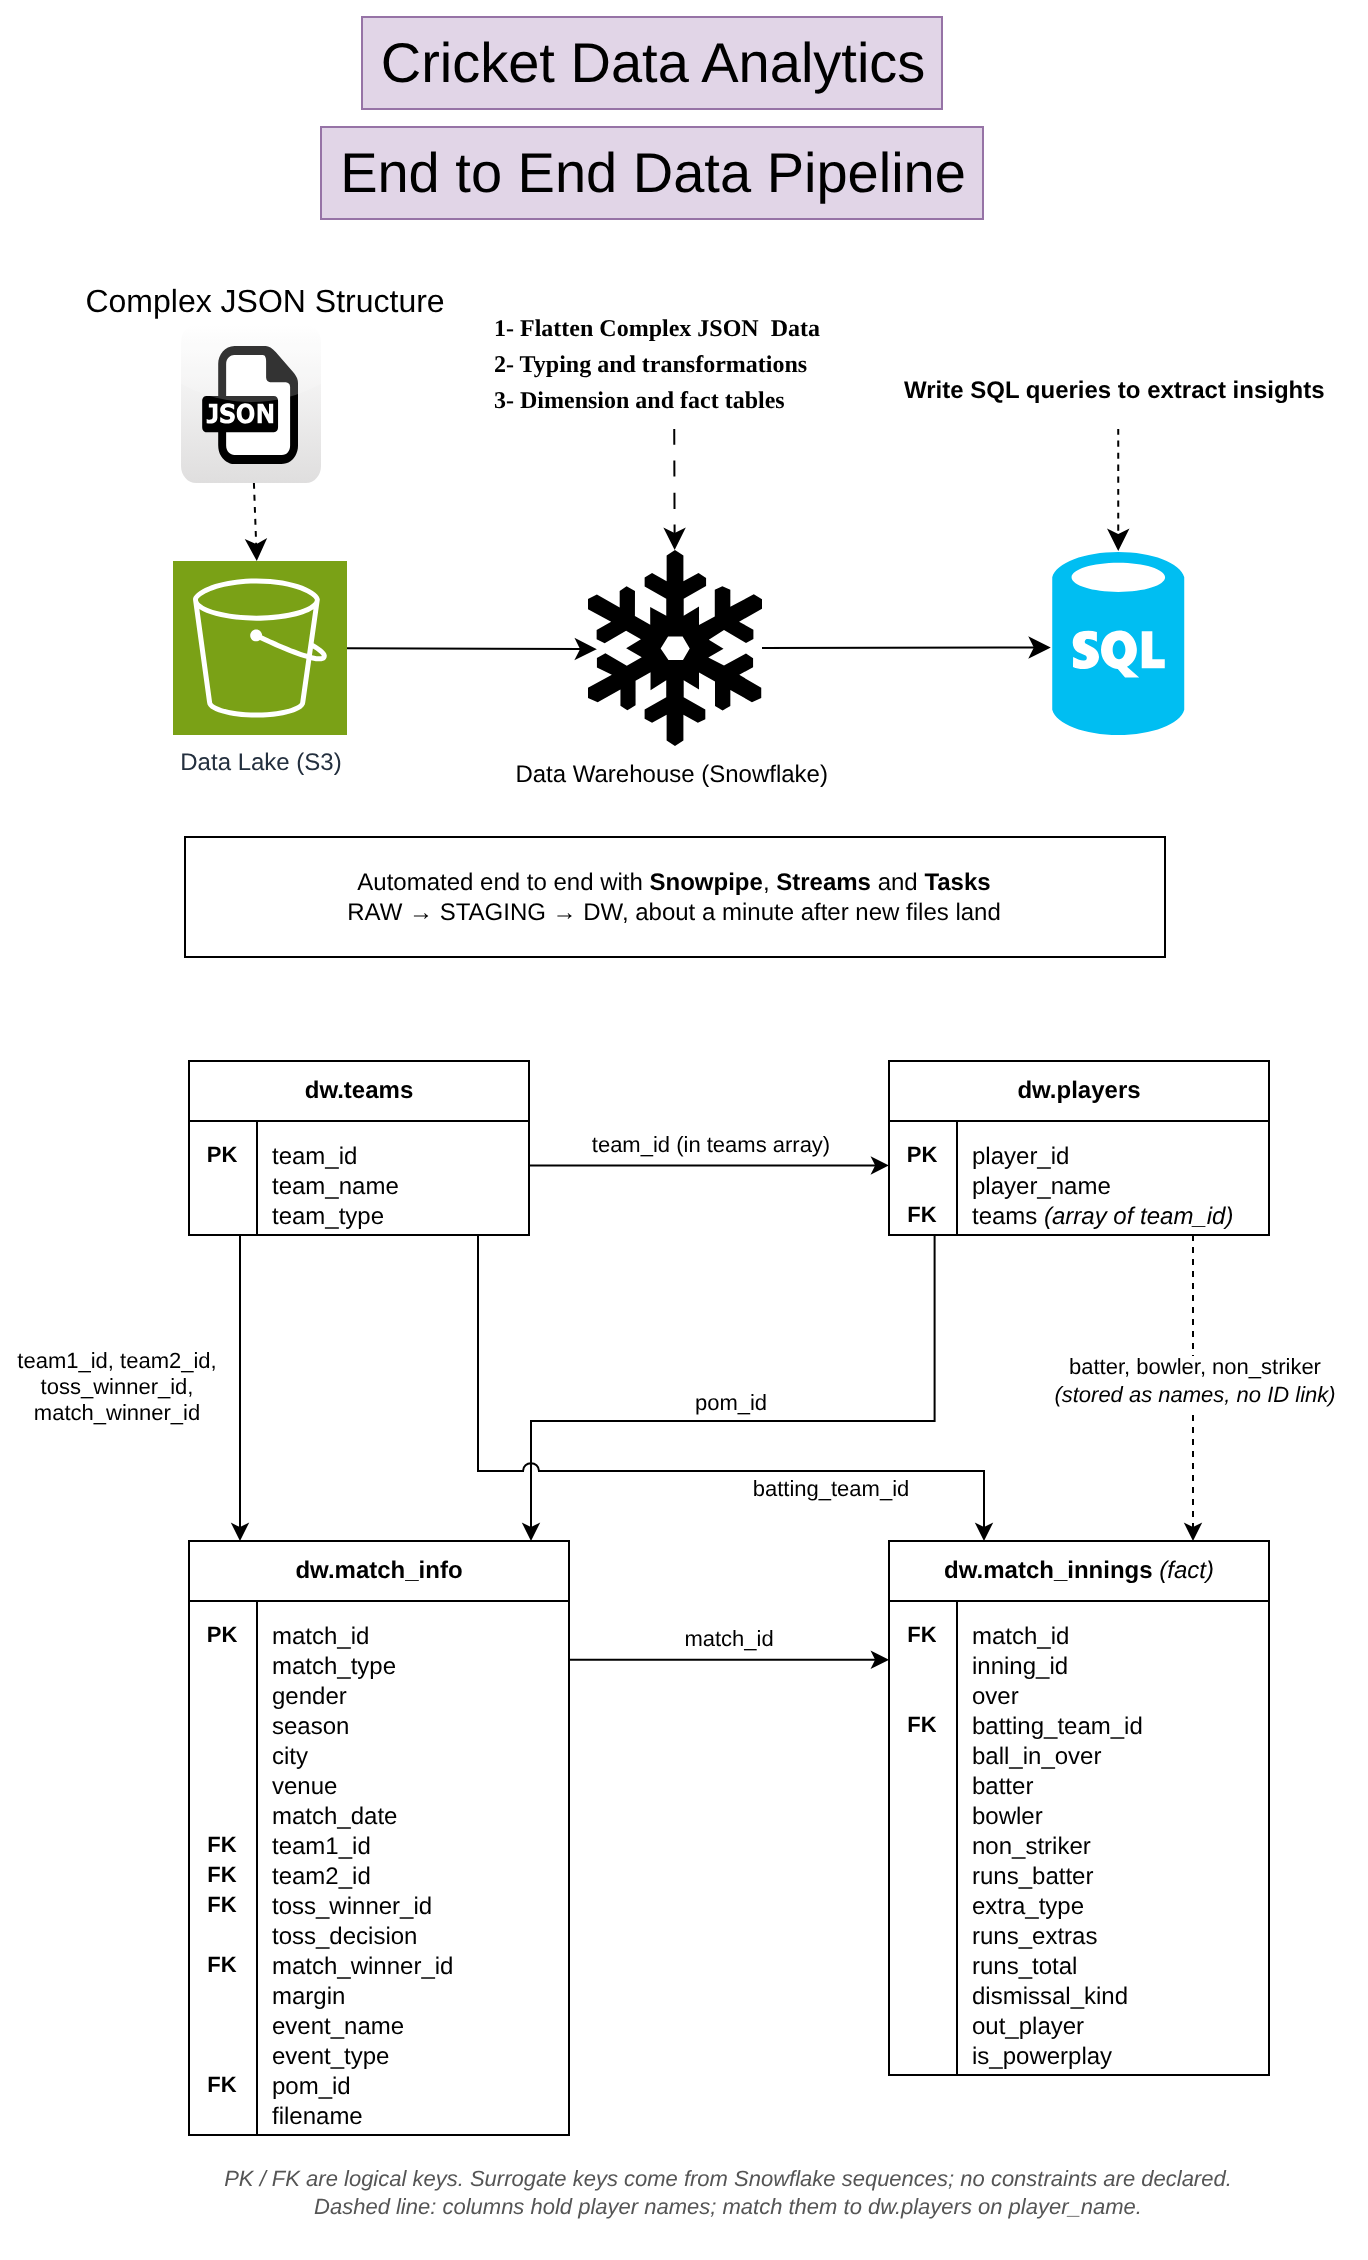 Cricket Data Analytics
End to End Data Pipeline
Complex JSON Structure
JSON
1- Flatten Complex JSON  Data
2- Typing and transformations
3- Dimension and fact tables
Write SQL queries to extract insights
SQL
Data Lake (S3)
Data Warehouse (Snowflake)
Automated end to end with Snowpipe, Streams and Tasks
RAW → STAGING → DW, about a minute after new files land
dw.teams
PK team_id
team_name
team_type
team_id (in teams array)
dw.players
PK player_id
player_name
FK teams (array of team_id)
team1_id, team2_id,
toss_winner_id,
match_winner_id
pom_id
batting_team_id
batter, bowler, non_striker
(stored as names, no ID link)
dw.match_info
PK match_id
match_type
gender
season
city
venue
match_date
FK team1_id
FK team2_id
FK toss_winner_id
toss_decision
FK match_winner_id
margin
event_name
event_type
FK pom_id
filename
match_id
dw.match_innings (fact)
FK match_id
inning_id
over
FK batting_team_id
ball_in_over
batter
bowler
non_striker
runs_batter
extra_type
runs_extras
runs_total
dismissal_kind
out_player
is_powerplay
PK / FK are logical keys. Surrogate keys come from Snowflake sequences; no constraints are declared.
Dashed line: columns hold player names; match them to dw.players on player_name.